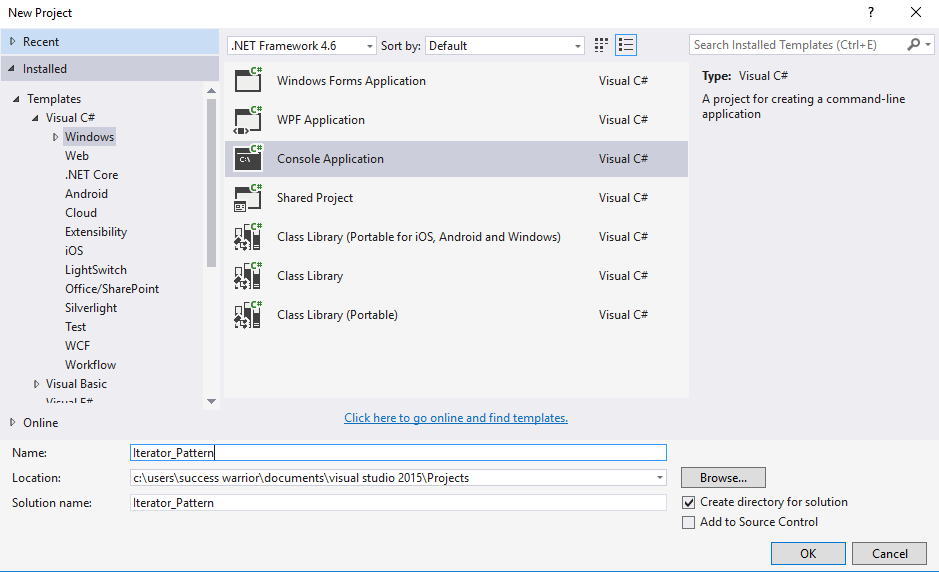 New Project
?
Recent
.NET Framework 4.6
Sort by:
Default
Search Installed Templates (Ctrl+E)
Installed
Templates
Visual C#
Windows
Web
.NET Core
Android
Cloud
Extensibility
iOS
LightSwitch
Office/SharePoint
Silverlight
Test
WCF
Workflow
Visual Basic
Visual F#
Online
C#
Windows Forms Application
Visual C#
C#
WPF Application
Visual C#
C#
C:\
Console Application
Visual C#
C#
Shared Project
Visual C#
C#
Class Library (Portable for iOS, Android and Windows)
Visual C#
C#
Class Library
Visual C#
C#
Class Library (Portable)
Visual C#
Click here to go online and find templates.
Type: Visual C#
A project for creating a command-line
application
Name:
Iterator_Pattern
Location:
c:\users\success warrior\documents\visual studio 2015\Projects
Browse...
Solution name:
Iterator_Pattern
Create directory for solution
Add to Source Control
OK
Cancel